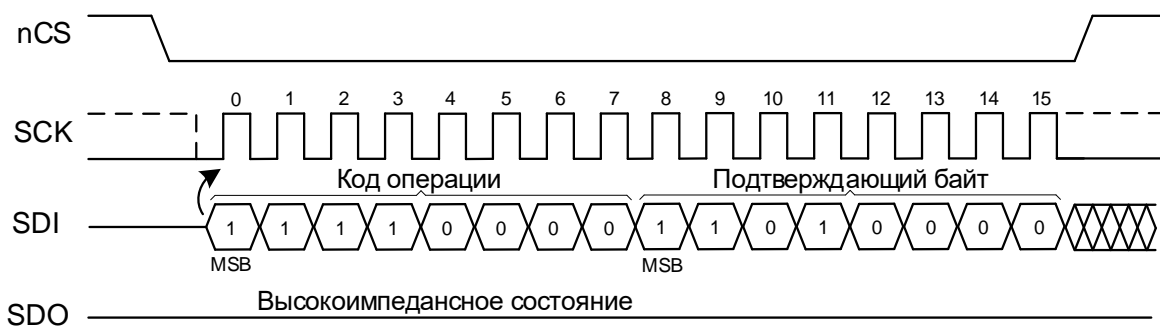 nCS
0 1 2 3 4 5 6 7 8 9 10 11 12 13 14 15
SCK
Код операции Подтверждающий байт
SDI 1 1 1 1 0 0 0 0 1 1 0 1 0 0 0 0
MSB MSB
Высокоимпедансное состояние
SDO